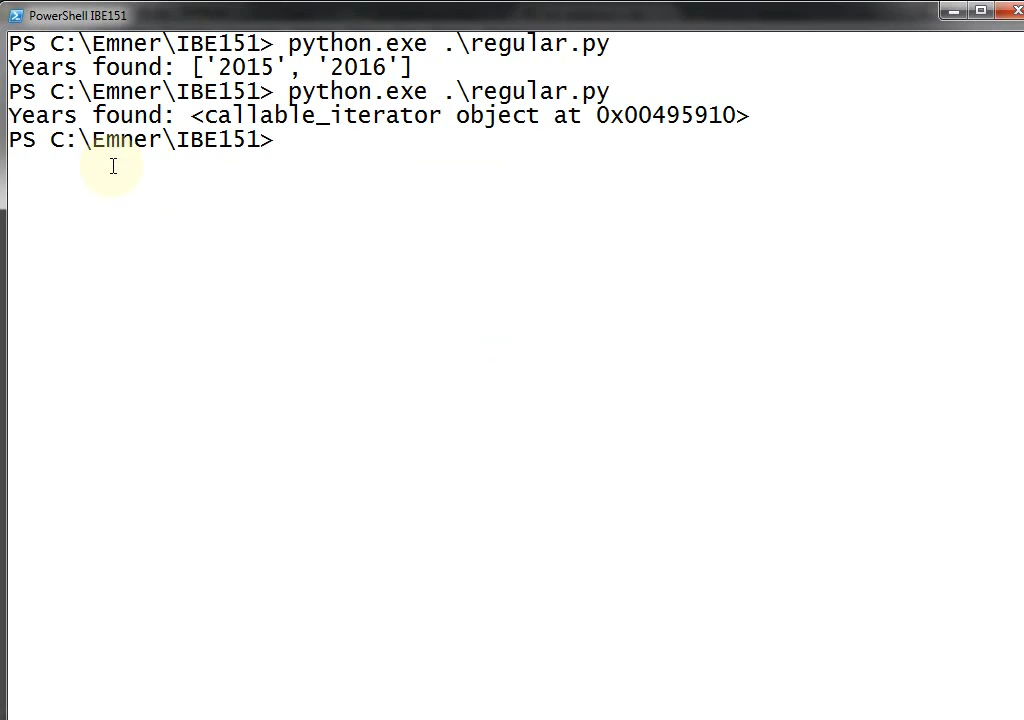 PowerShell IBE151
PS C:\Emner\IBE151> python.exe .\regular.py
Years found: ['2015', '2016']
PS C:\Emner\IBE151> python.exe .\regular.py
Years found: <callable_iterator object at 0x00495910>
PS C:\Emner\IBE151>